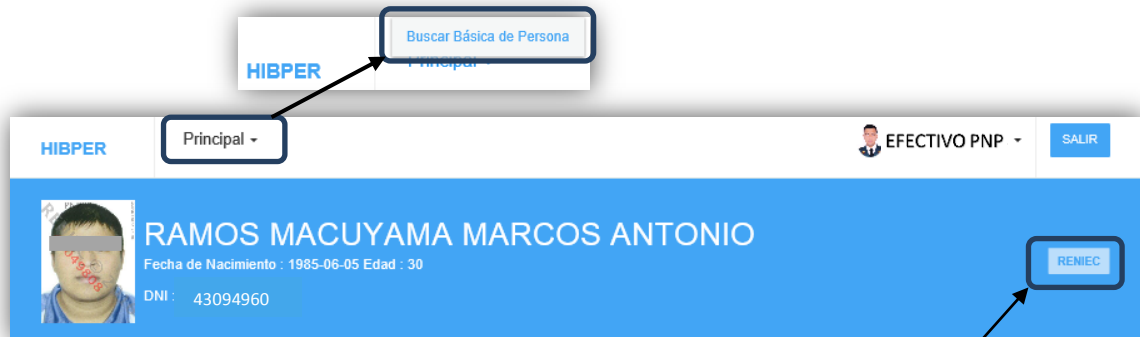 Buscar Básica de Persona
HIBPER
Principal
HIBPER Principal EFECTIVO PNP SALIR
RAMOS MACUYAMA MARCOS ANTONIO
Fecha de Nacimiento : 1985-06-05 Edad : 30
RENIEC
DNI : 43094960